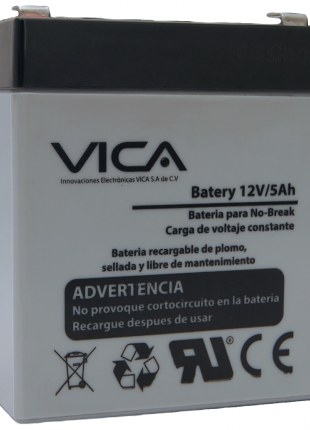 VICA
Innovaciones Electrónicas VICA S.A de C.V
Batery 12V/5Ah
Bateria para No-Break
Carga de voltaje constante
Bateria recargable de plomo,
sellada y libre de mantenimiento
ADVERTENCIA
No provoque cortocircuito en la bateria
Recargue despues de usar
Pb